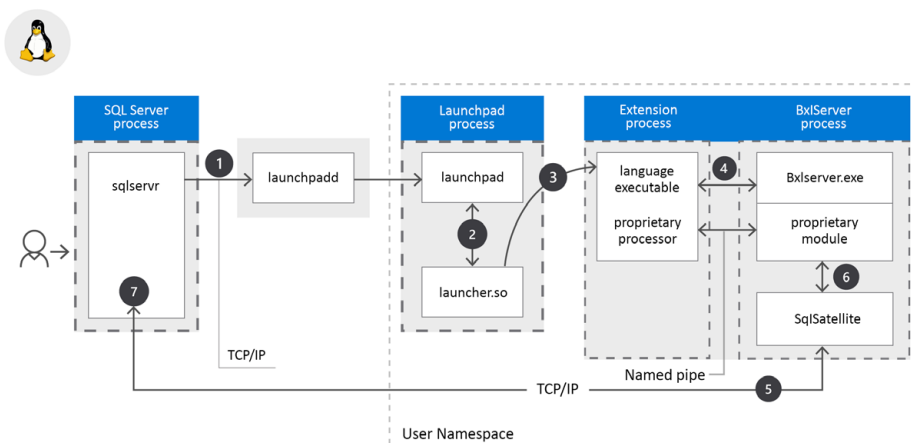 SQL Server
process
Launchpad
process
Extension
process
BxlServer
process
sqlservr
1
launchpadd
launchpad
3
language
executable
4
Bxlserver.exe
2
proprietary
processor
proprietary
module
7
launcher.so
6
SqlSatellite
TCP/IP
Named pipe
TCP/IP
5
User Namespace